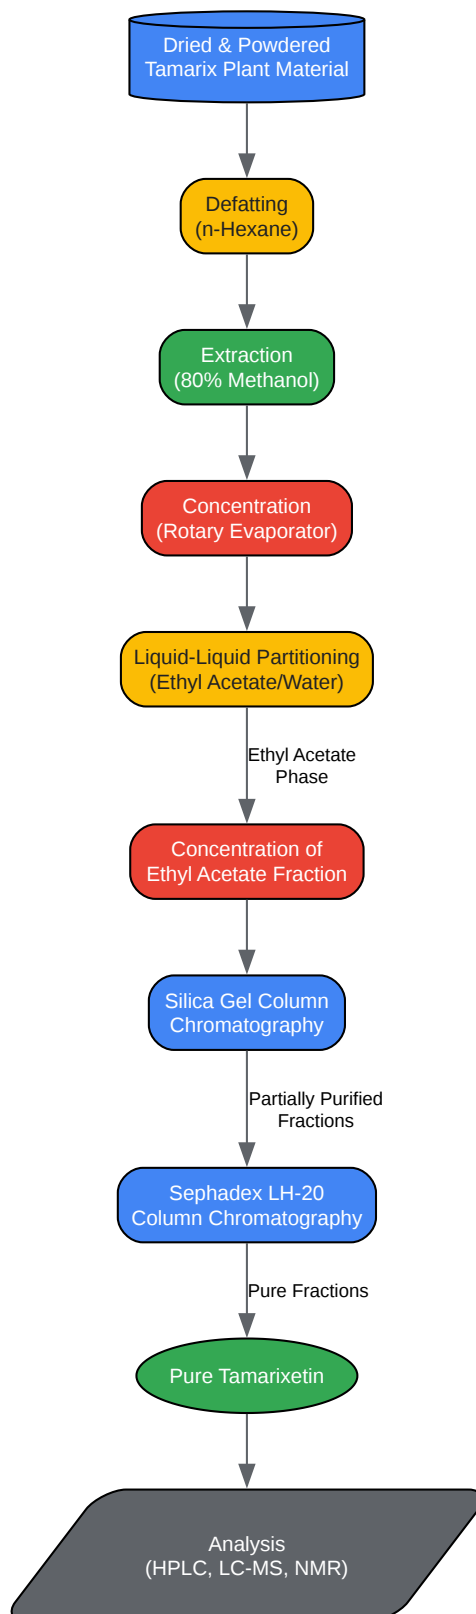 Dried & Powdered
Tamarix Plant Material
Defatting
(n-Hexane)
Extraction
(80% Methanol)
Concentration
(Rotary Evaporator)
Liquid-Liquid Partitioning
(Ethyl Acetate/Water)
Ethyl Acetate
Phase
Concentration of
Ethyl Acetate Fraction
Silica Gel Column
Chromatography
Partially Purified
Fractions
Sephadex LH-20
Column Chromatography
Pure Fractions
Pure Tamarixetin
Analysis
(HPLC, LC-MS, NMR)